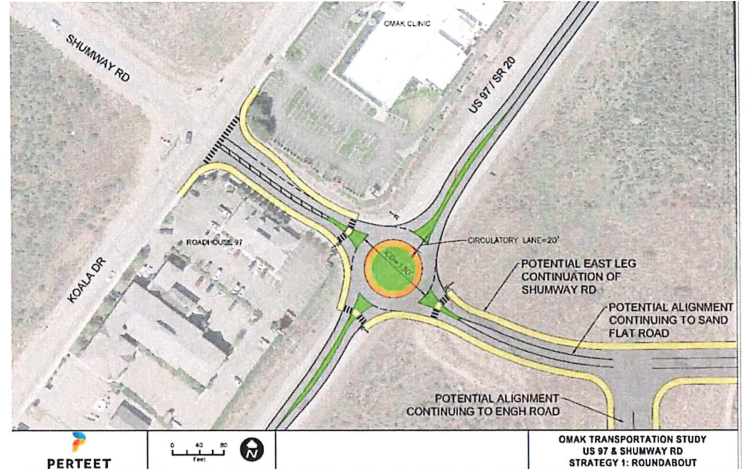 OMAK CLINIC
SHUMWAY RD
US 97 / SR 20
ROADHOUSE 97
CIRCULATORY LANE=20'
ICD=150'
KOALA DR
POTENTIAL EAST LEG
CONTINUATION OF
SHUMWAY RD
POTENTIAL ALIGNMENT
CONTINUING TO SAND
FLAT ROAD
POTENTIAL ALIGNMENT
CONTINUING TO ENGH ROAD
PERTEET
0 40 80
Feet
N
OMAK TRANSPORTATION STUDY
US 97 & SHUMWAY RD
STRATEGY 1: ROUNDABOUT